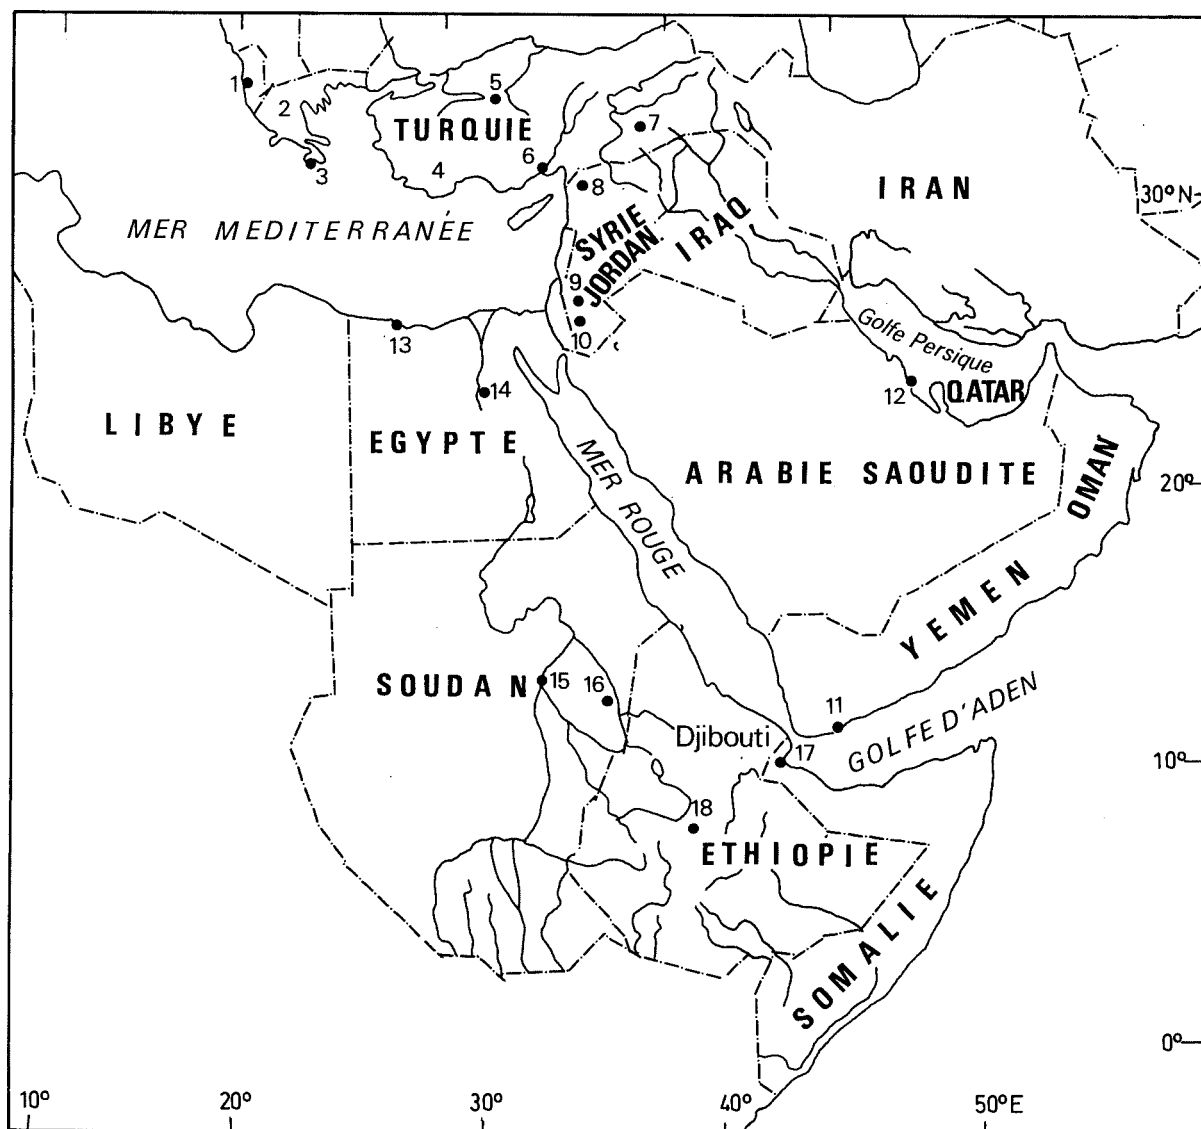 1
2
3
TURQUIE
4
5
6
7
8
IRAN
30° N
MER MEDITERRANÉE
SYRIE
JORDAN
IRAQ
9
10
Golfe Persique
12
QATAR
13
14
LIBYE
EGYPTE
MER ROUGE
ARABIE SAOUDITE
OMAN
20°
YEMEN
SOUDAN
15
16
11
Djibouti
17
GOLFE D'ADEN
10°
18
ETHIOPIE
SOMALIE
0°
10°
20°
30°
40°
50°E